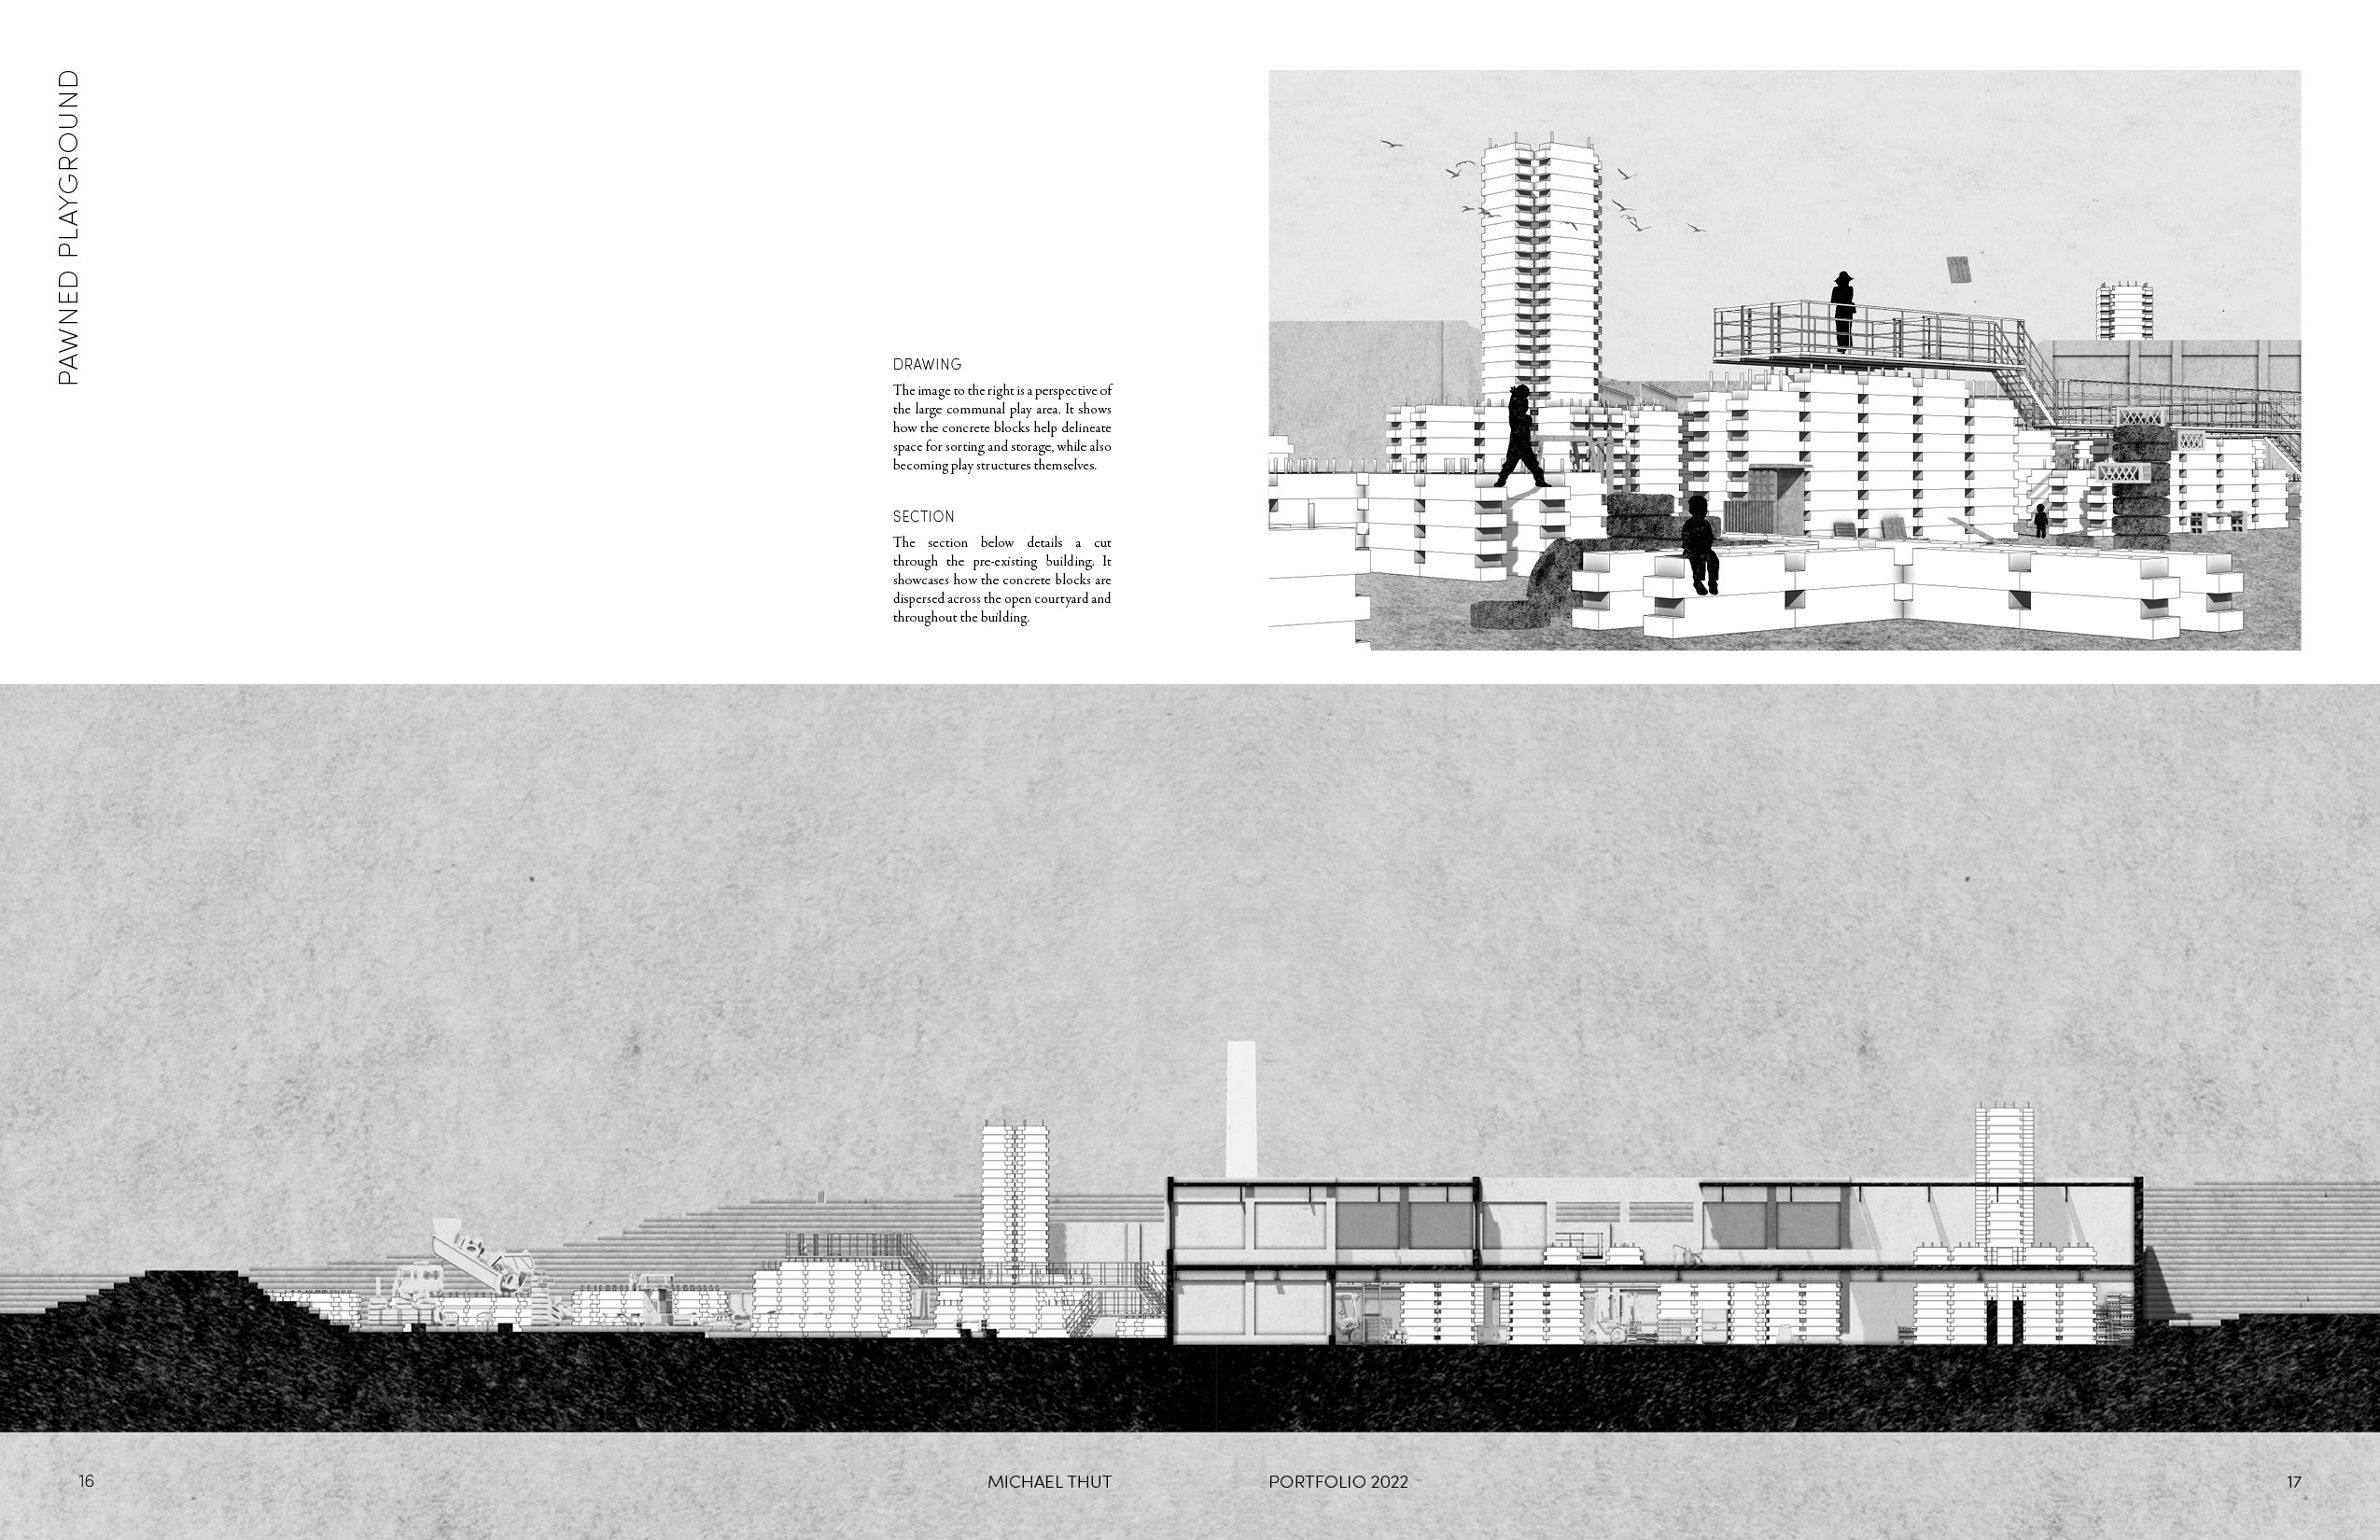 PAWNED PLAYGROUND
DRAWING
The image to the right is a perspective of
the large communal play area. It shows
how the concrete blocks help delineate
space for sorting and storage, while also
becoming play structures themselves.
SECTION
The section below details a cut
through the pre-existing building. It
showcases how the concrete blocks are
dispersed across the open courtyard and
throughout the building.
16
MICHAEL THUT
PORTFOLIO 2022
17